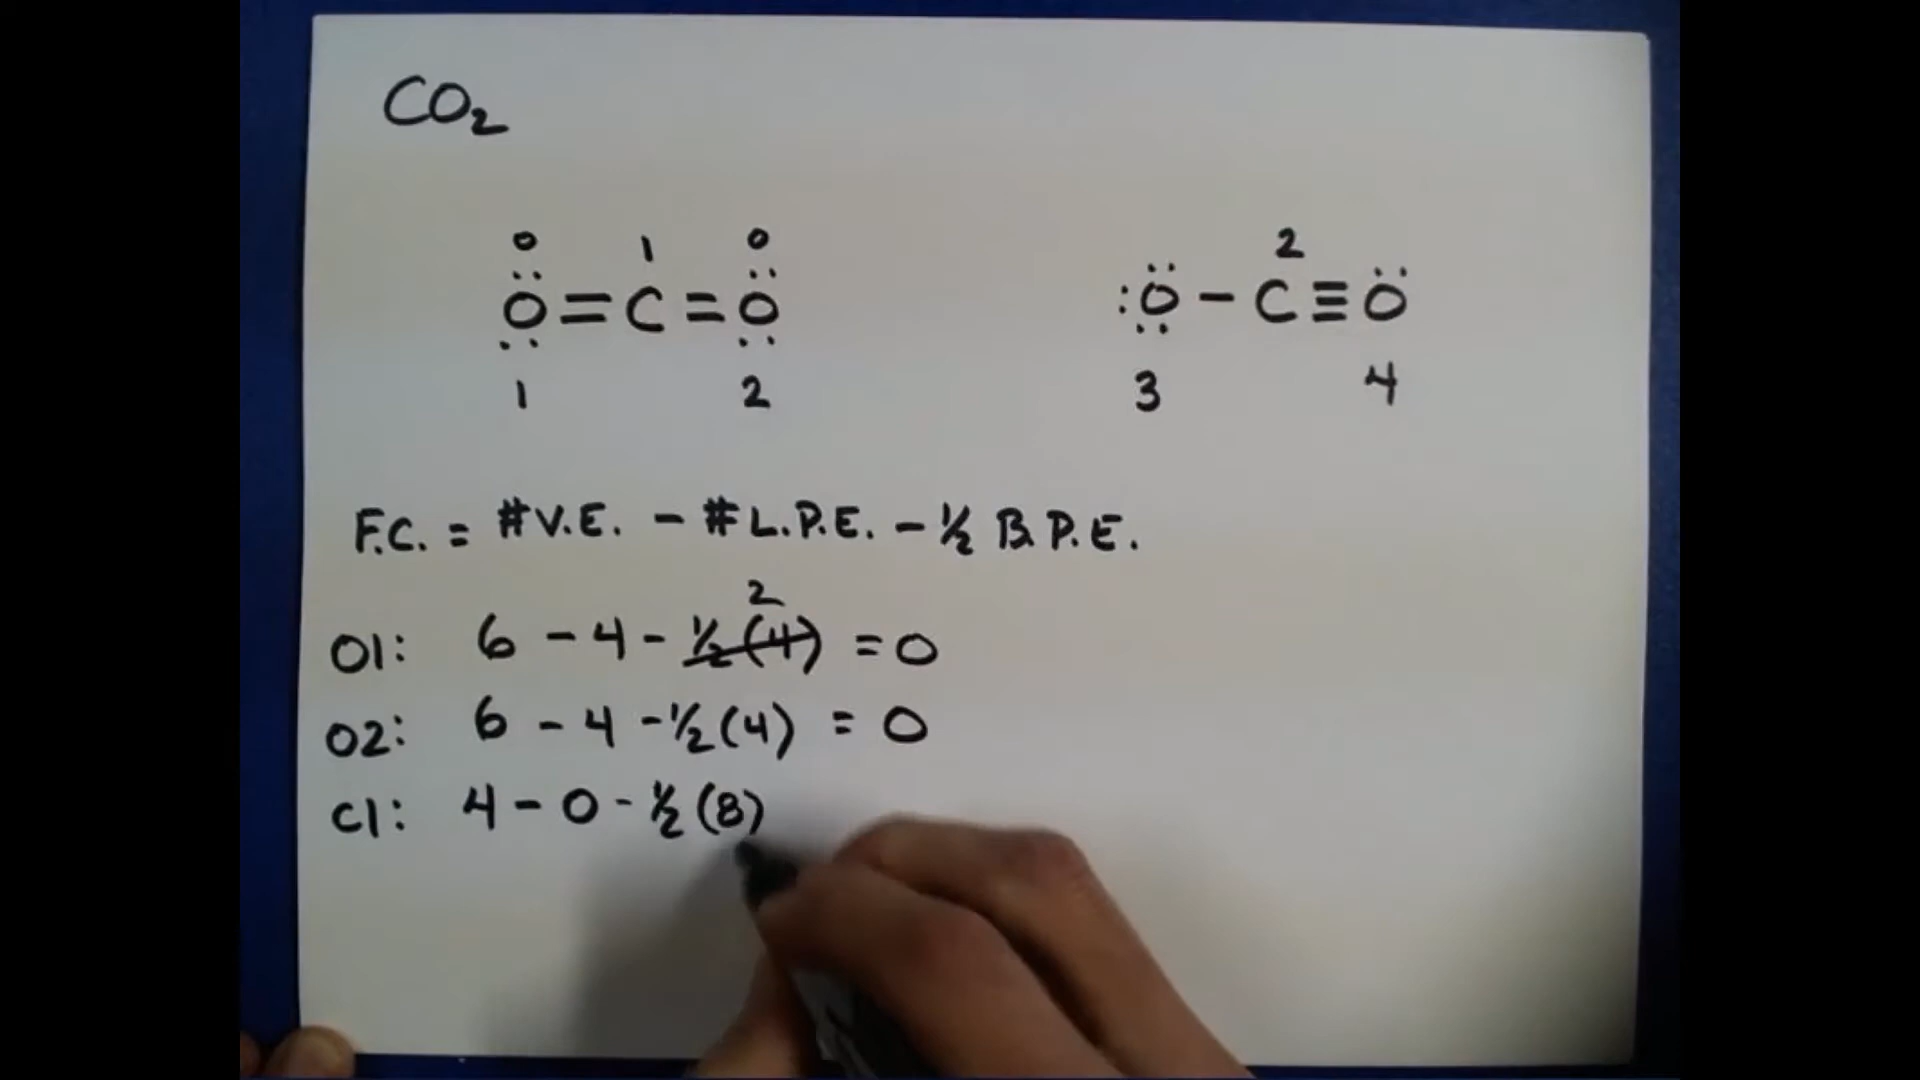 CO₂
0 1 0 2
:Ö=C=Ö: :Ö-C≡Ö
1 2 3 4
F.C. = #V.E. - #L.P.E. - ½ B.P.E.
2
O1: 6 - 4 - ½(4) = 0
O2: 6 - 4 - ½(4) = 0
C1: 4 - 0 - ½(8)